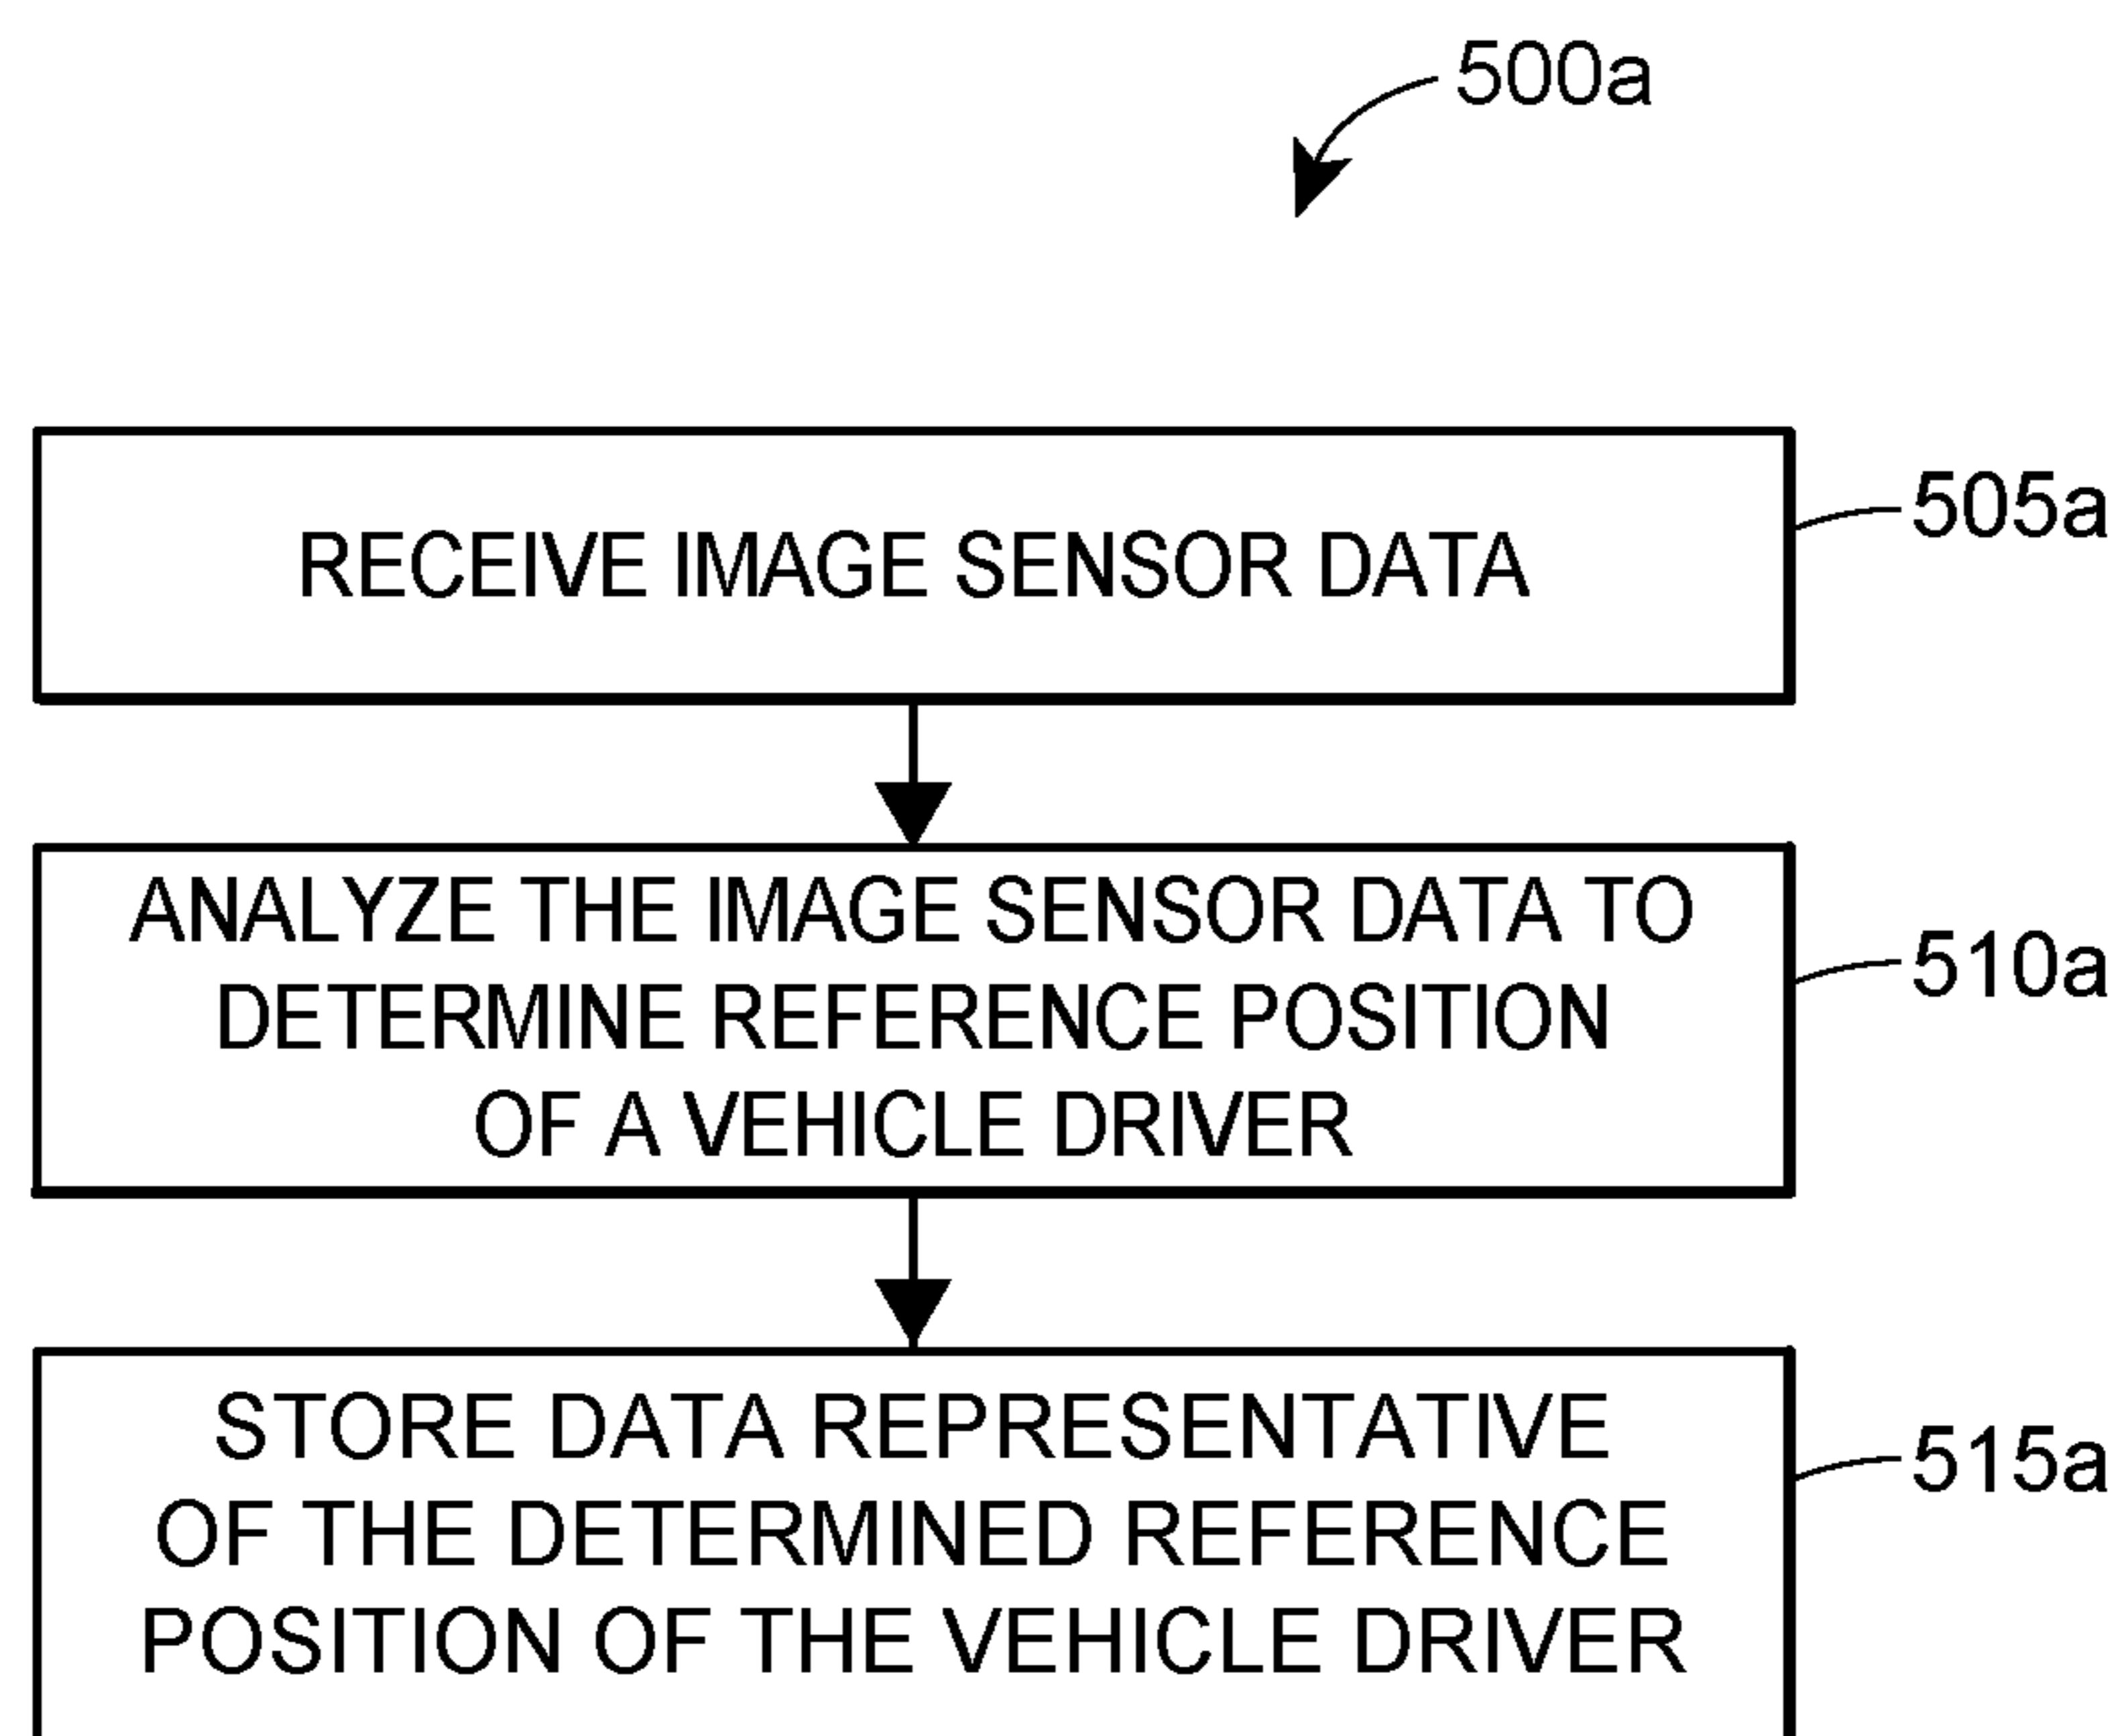 500a
RECEIVE IMAGE SENSOR DATA
505a
ANALYZE THE IMAGE SENSOR DATA TO
DETERMINE REFERENCE POSITION
OF A VEHICLE DRIVER
510a
STORE DATA REPRESENTATIVE
OF THE DETERMINED REFERENCE
POSITION OF THE VEHICLE DRIVER
515a